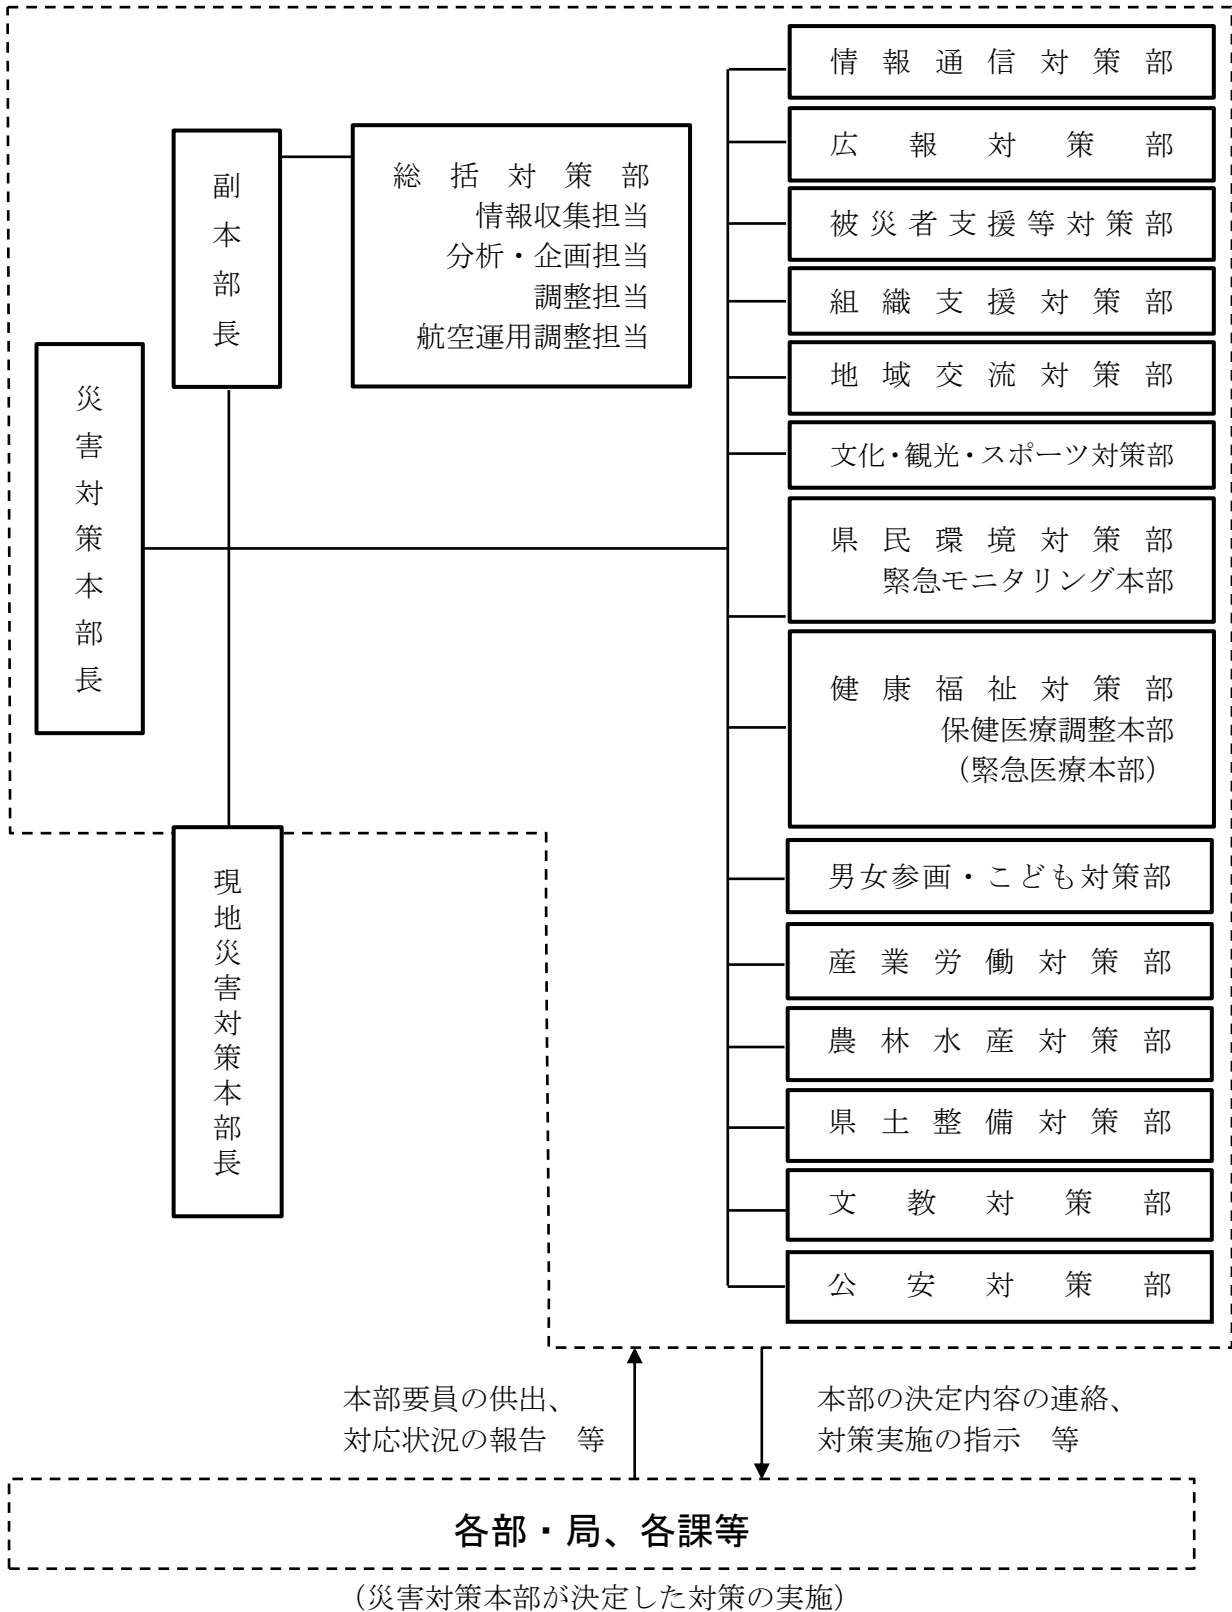 災害対策本部長
副本部長
総括対策部
情報収集担当
分析・企画担当
調整担当
航空運用調整担当
現地災害対策本部長
情報通信対策部
広報対策部
被災者支援等対策部
組織支援対策部
地域交流対策部
文化・観光・スポーツ対策部
県民環境対策部
緊急モニタリング本部
健康福祉対策部
保健医療調整本部
（緊急医療本部）
男女参画・こども対策部
産業労働対策部
農林水産対策部
県土整備対策部
文教対策部
公安対策部
本部要員の供出、
対応状況の報告　等
本部の決定内容の連絡、
対策実施の指示　等
各部・局、各課等
（災害対策本部が決定した対策の実施）